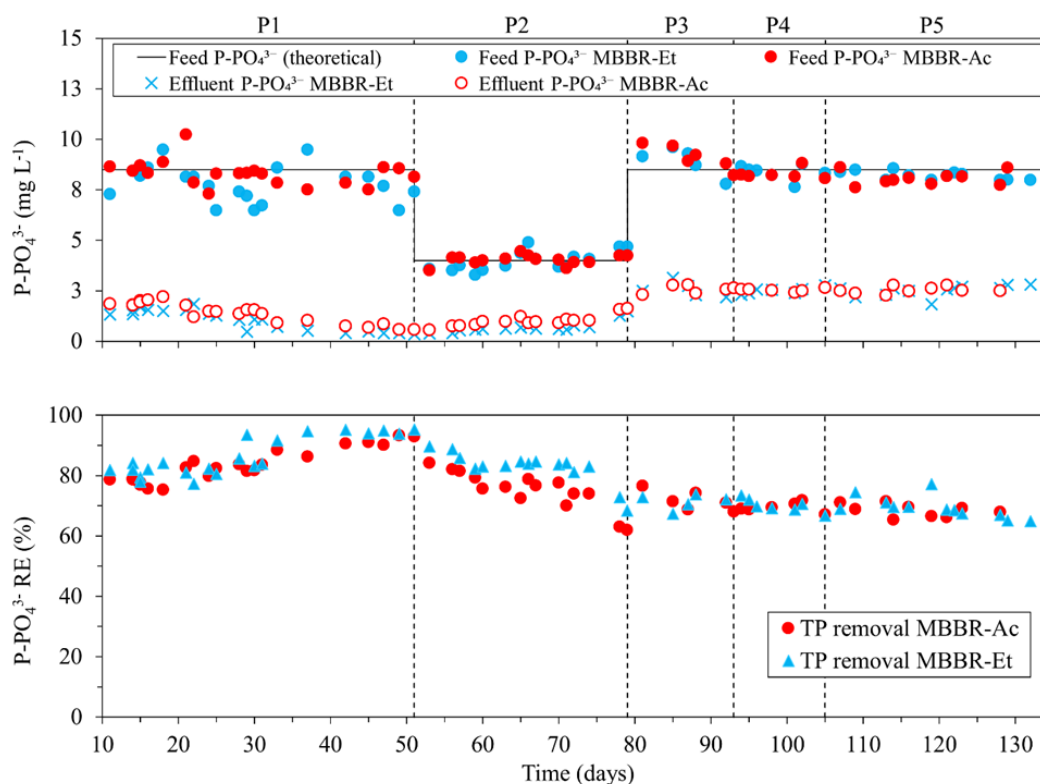 P1 P2 P3 P4 P5
15
13
10
8
5
3
0
P-PO₄³⁻ (mg L⁻¹)
Feed P-PO₄³⁻ (theoretical) Feed P-PO₄³⁻ MBBR-Et Feed P-PO₄³⁻ MBBR-Ac
Effluent P-PO₄³⁻ MBBR-Et Effluent P-PO₄³⁻ MBBR-Ac
100
80
60
40
20
0
P-PO₄³⁻ RE (%)
TP removal MBBR-Ac
TP removal MBBR-Et
10 20 30 40 50 60 70 80 90 100 110 120 130
Time (days)